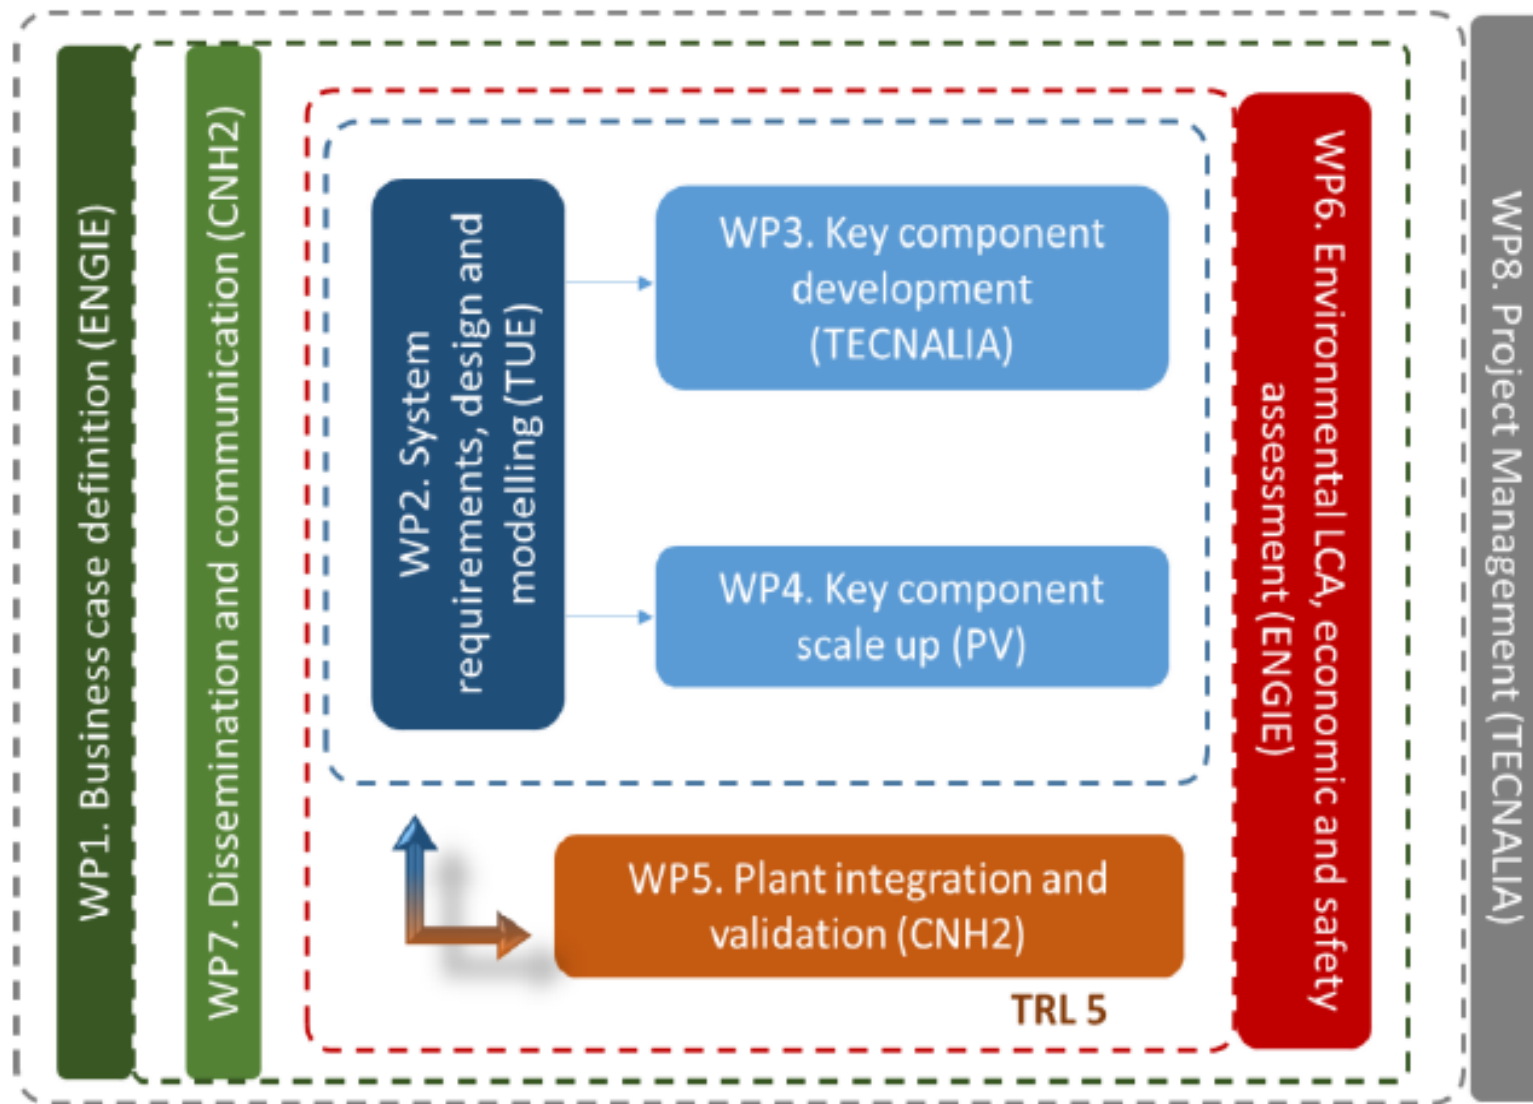 WP1. Business case definition (ENGIE)
WP7. Dissemination and communication (CNH2)
WP2. System
requirements, design and
modelling (TUE)
WP3. Key component
development
(TECNALIA)
WP4. Key component
scale up (PV)
WP5. Plant integration and
validation (CNH2)
TRL 5
WP6. Environmental LCA, economic and safety
assessment (ENGIE)
WP8. Project Management (TECNALIA)